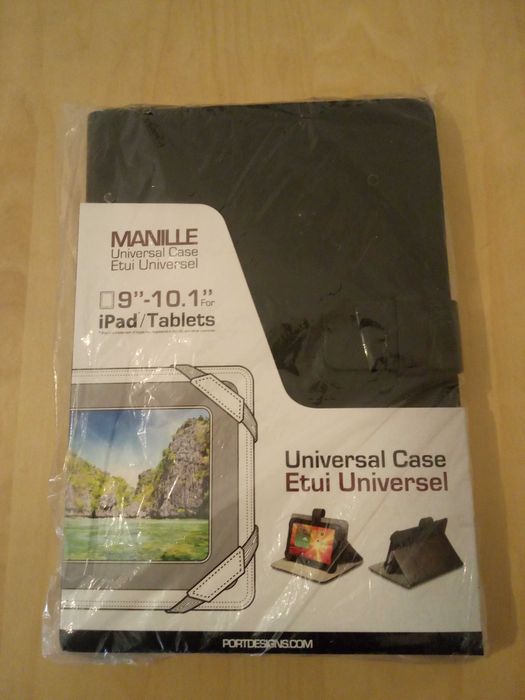 MANILLE
Universal Case
Etui Universel
9"-10.1" For
iPad/Tablets
Universal Case
Etui Universel
PORTDESIGNS.COM